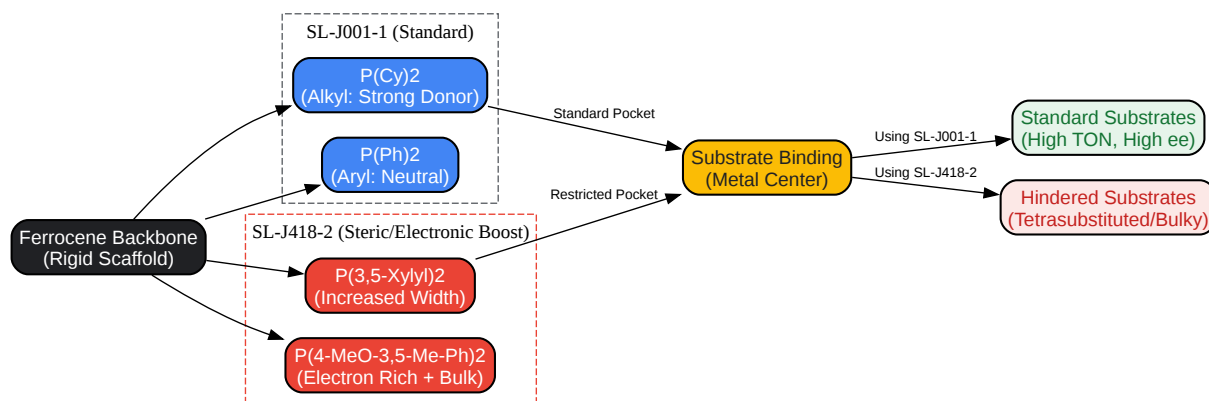 SL-J001-1 (Standard)
P(Cy)2
(Alkyl: Strong Donor)
P(Ph)2
(Aryl: Neutral)
Ferrocene Backbone
(Rigid Scaffold)
SL-J418-2 (Steric/Electronic Boost)
P(3,5-Xylyl)2
(Increased Width)
P(4-MeO-3,5-Me-Ph)2
(Electron Rich + Bulk)
Standard Pocket
Restricted Pocket
Substrate Binding
(Metal Center)
Using SL-J001-1
Using SL-J418-2
Standard Substrates
(High TON, High ee)
Hindered Substrates
(Tetrasubstituted/Bulky)